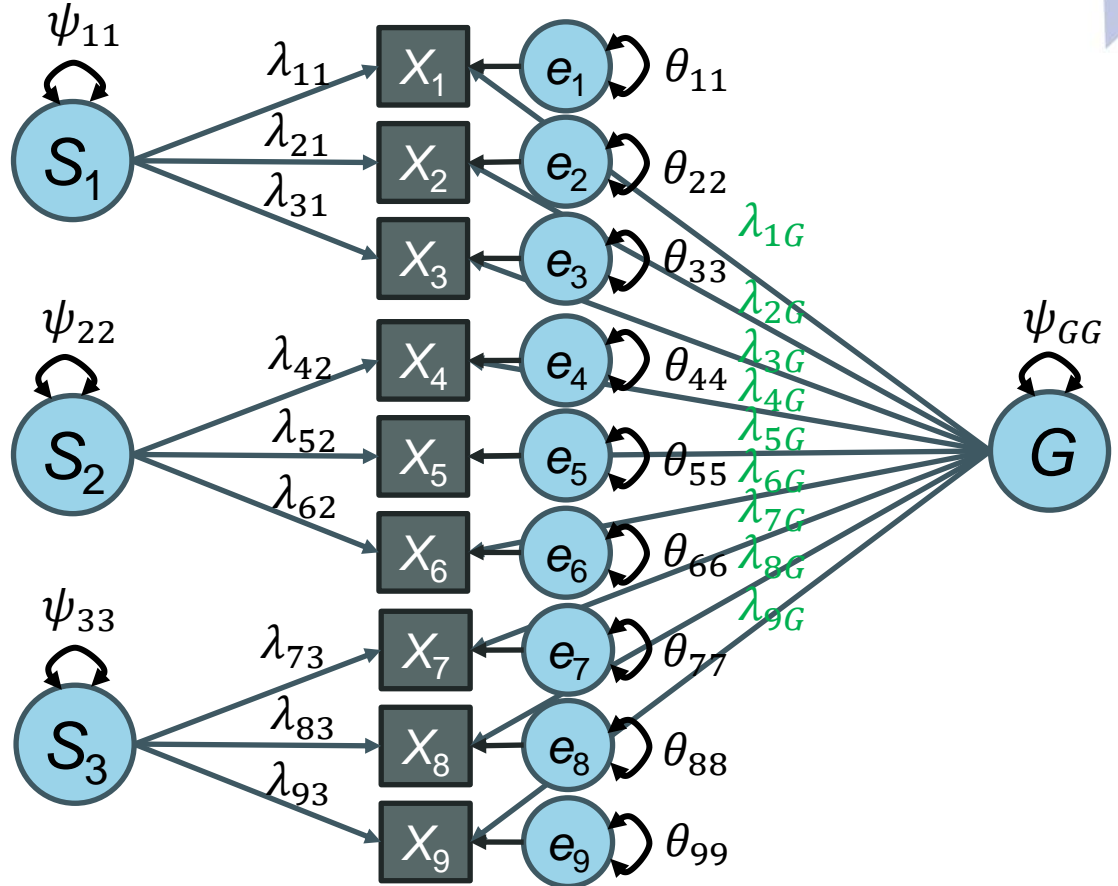 ψ₁₁
S₁
λ₁₁
λ₂₁
λ₃₁
X₁
e₁
θ₁₁
X₂
e₂
θ₂₂
X₃
e₃
θ₃₃
ψ₂₂
S₂
λ₄₂
λ₅₂
λ₆₂
X₄
e₄
θ₄₄
X₅
e₅
θ₅₅
X₆
e₆
θ₆₆
ψ₃₃
S₃
λ₇₃
λ₈₃
λ₉₃
X₇
e₇
θ₇₇
X₈
e₈
θ₈₈
X₉
e₉
θ₉₉
λ₁G
λ₂G
λ₃G
λ₄G
λ₅G
λ₆G
λ₇G
λ₈G
λ₉G
ψGG
G